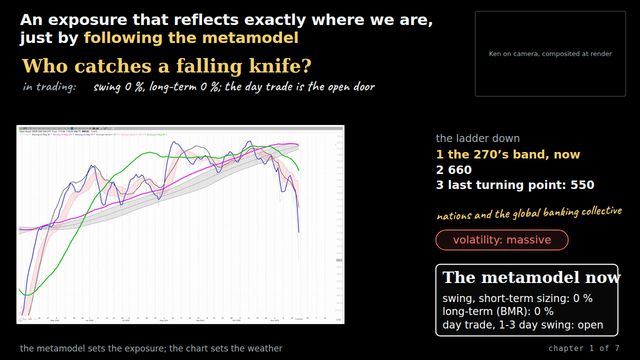 An exposure that reflects exactly where we are,
just by following the metamodel
Who catches a falling knife?
in trading: swing 0 %, long-term 0 %; the day trade is the open door
Ken on camera, composited at render
the ladder down
1 the 270’s band, now
2 660
3 last turning point: 550
nations and the global banking collective
volatility: massive
The metamodel now
swing, short-term sizing: 0 %
long-term (BMR): 0 %
day trade, 1-3 day swing: open
the metamodel sets the exposure; the chart sets the weather
chapter 1 of 7